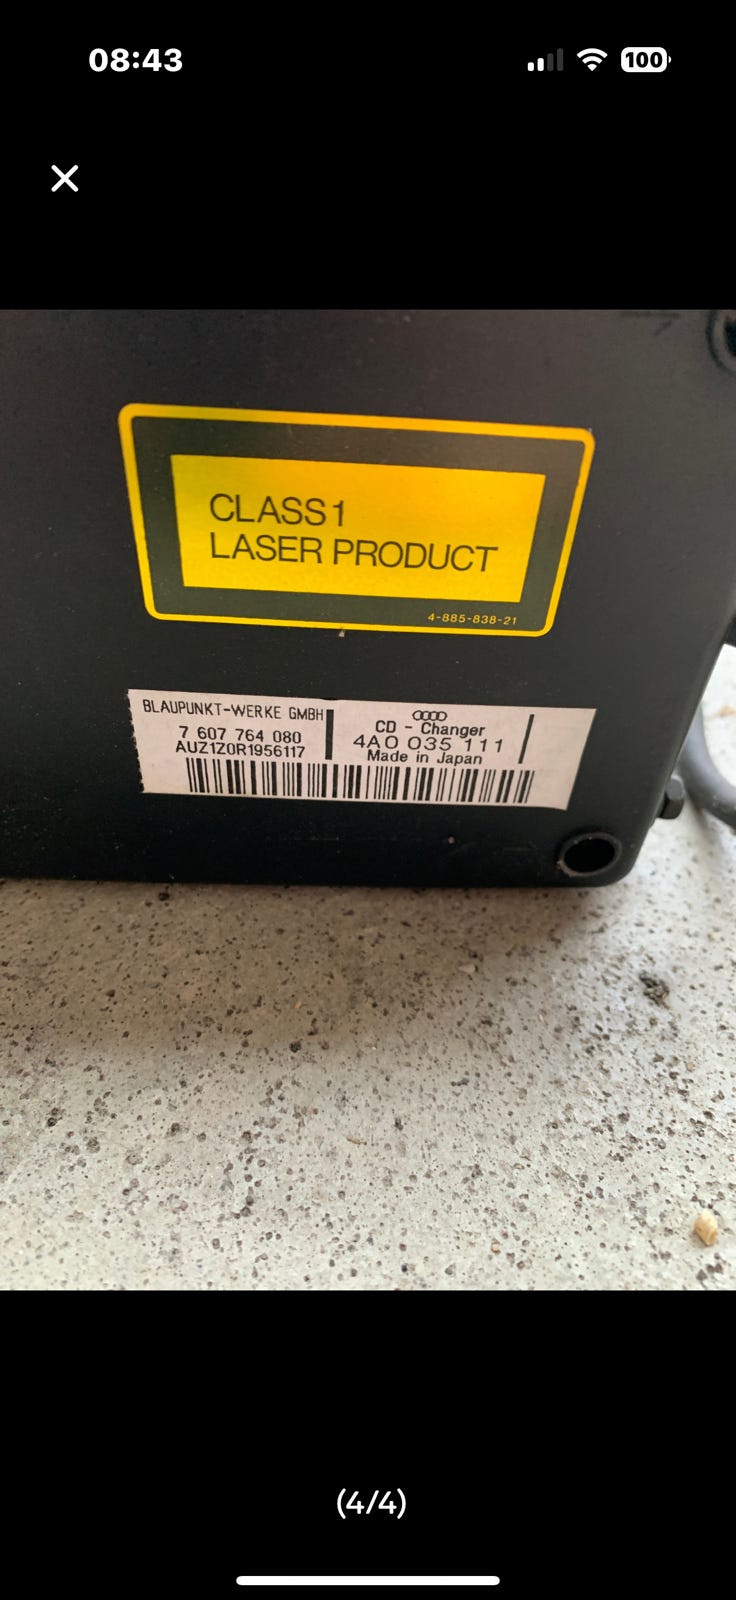 08:43
100
CLASS 1
LASER PRODUCT
4-885-838-21
BLAUPUNKT-WERKE GMBH
7 607 764 080
AUZ1Z0R1956117
CD - Changer
4A0 035 111
Made in Japan
(4/4)